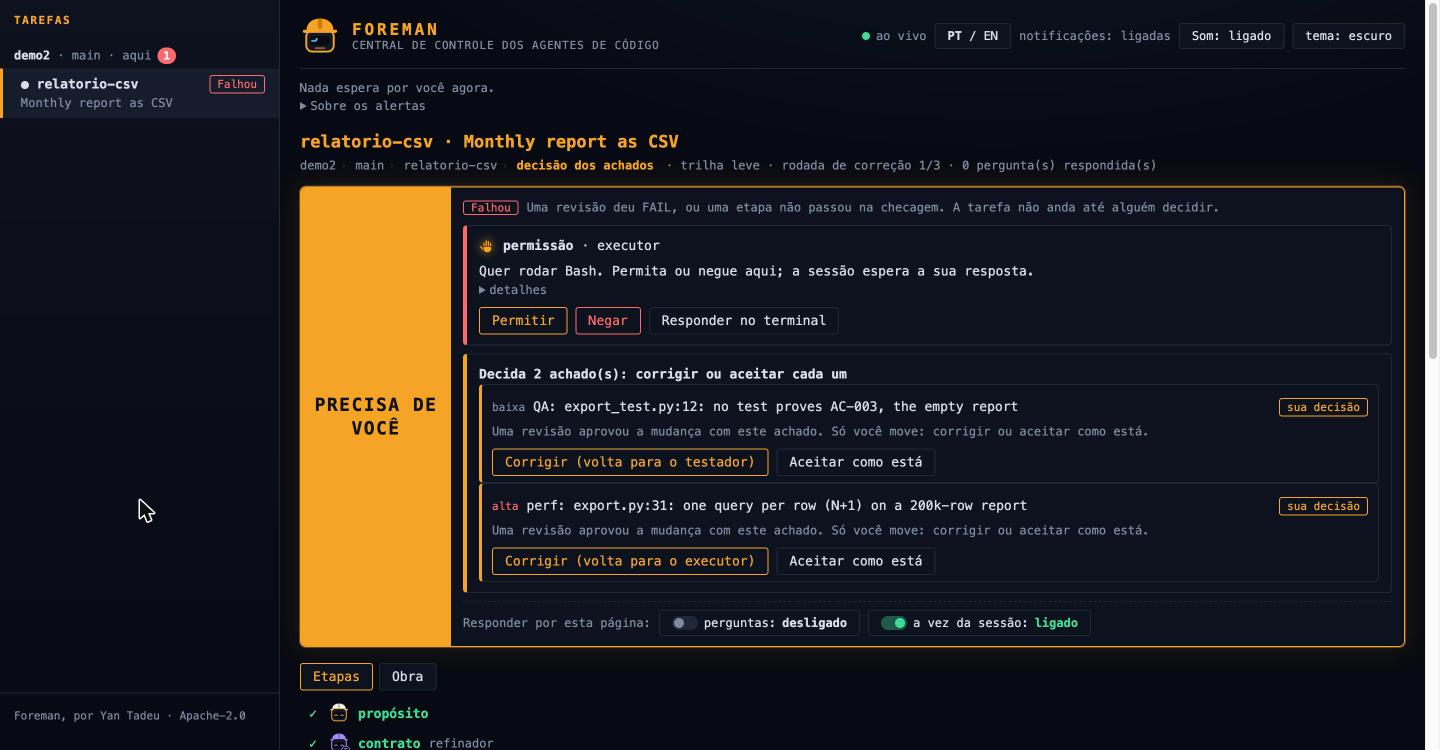 TAREFAS
demo2 · main · aqui 1
relatorio-csv Falhou
Monthly report as CSV
Foreman, por Yan Tadeu · Apache-2.0
FOREMAN
CENTRAL DE CONTROLE DOS AGENTES DE CÓDIGO
ao vivo PT / EN notificações: ligadas Som: ligado tema: escuro
Nada espera por você agora.
Sobre os alertas
relatorio-csv · Monthly report as CSV
demo2 › main › relatorio-csv › decisão dos achados · trilha leve · rodada de correção 1/3 · 0 pergunta(s) respondida(s)
PRECISA DE
VOCÊ
Falhou Uma revisão deu FAIL, ou uma etapa não passou na checagem. A tarefa não anda até alguém decidir.
permissão · executor
Quer rodar Bash. Permita ou negue aqui; a sessão espera a sua resposta.
detalhes
Permitir Negar Responder no terminal
Decida 2 achado(s): corrigir ou aceitar cada um
baixa QA: export_test.py:12: no test proves AC-003, the empty report sua decisão
Uma revisão aprovou a mudança com este achado. Só você move: corrigir ou aceitar como está.
Corrigir (volta para o testador) Aceitar como está
alta perf: export.py:31: one query per row (N+1) on a 200k-row report sua decisão
Uma revisão aprovou a mudança com este achado. Só você move: corrigir ou aceitar como está.
Corrigir (volta para o executor) Aceitar como está
Responder por esta página: perguntas: desligado a vez da sessão: ligado
Etapas Obra
✓ propósito
✓ contrato refinador